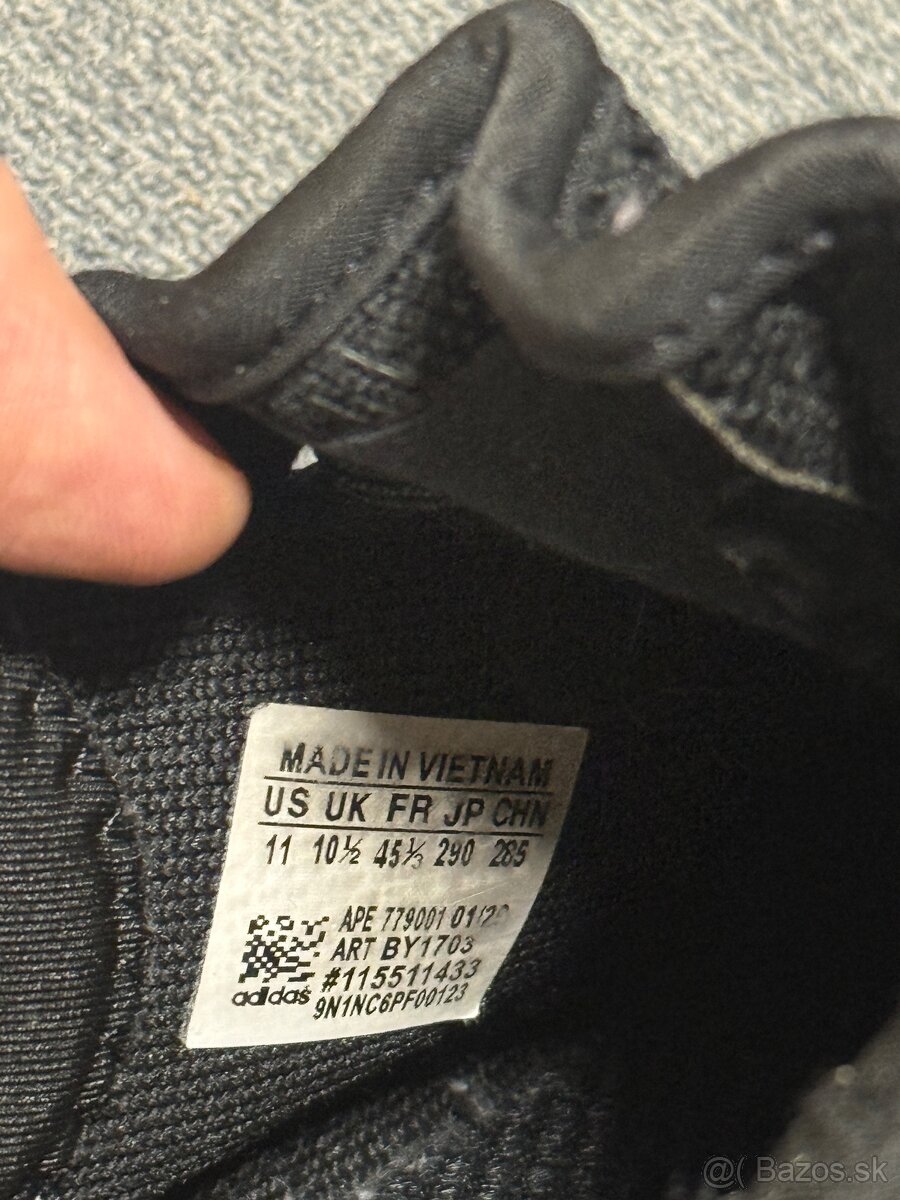 MADE IN VIETNAM
US UK FR JP CHN
11 10½ 45⅓ 290 285
APE 779001 01/20
ART BY1703
#115511433
adidas 9N1NC6PF00123
@( Bazos.sk